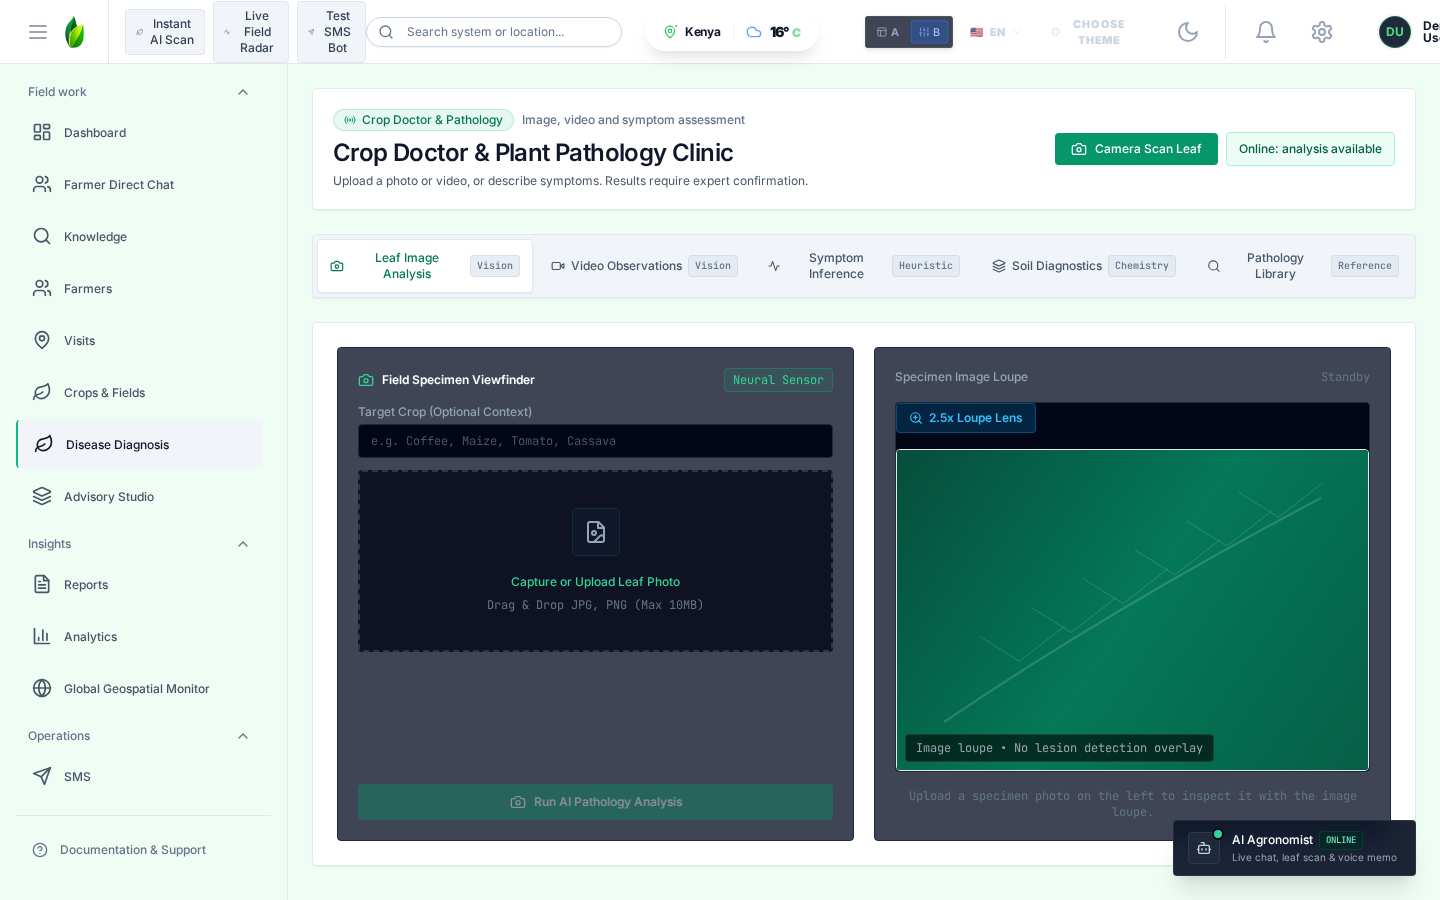 Instant
AI Scan
Live
Field
Radar
Test
SMS
Bot
Search system or location...
Kenya
16° C
A
B
EN
CHOOSE
THEME
DU
Field work
Dashboard
Farmer Direct Chat
Knowledge
Farmers
Visits
Crops & Fields
Disease Diagnosis
Advisory Studio
Insights
Reports
Analytics
Global Geospatial Monitor
Operations
SMS
Documentation & Support
Crop Doctor & Pathology
Image, video and symptom assessment
Crop Doctor & Plant Pathology Clinic
Upload a photo or video, or describe symptoms. Results require expert confirmation.
Camera Scan Leaf
Online: analysis available
Leaf Image
Analysis
Vision
Video Observations
Vision
Symptom
Inference
Heuristic
Soil Diagnostics
Chemistry
Pathology
Library
Reference
Field Specimen Viewfinder
Neural Sensor
Target Crop (Optional Context)
e.g. Coffee, Maize, Tomato, Cassava
Capture or Upload Leaf Photo
Drag & Drop JPG, PNG (Max 10MB)
Run AI Pathology Analysis
Specimen Image Loupe
Standby
2.5x Loupe Lens
Image loupe • No lesion detection overlay
Upload a specimen photo on the left to inspect it with the image
loupe.
AI Agronomist
ONLINE
Live chat, leaf scan & voice memo